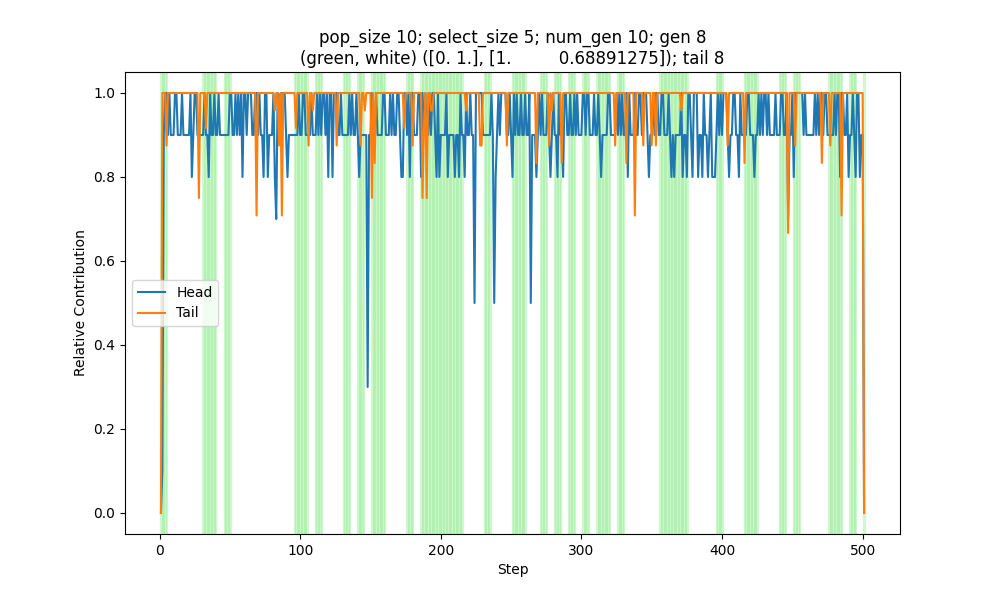 pop_size 10; select_size 5; num_gen 10; gen 8
(green, white) ([0. 1.], [1. 0.68891275]); tail 8
1.0
0.8
0.6
0.4
0.2
0.0
Relative Contribution
Head
Tail
0 100 200 300 400 500
Step